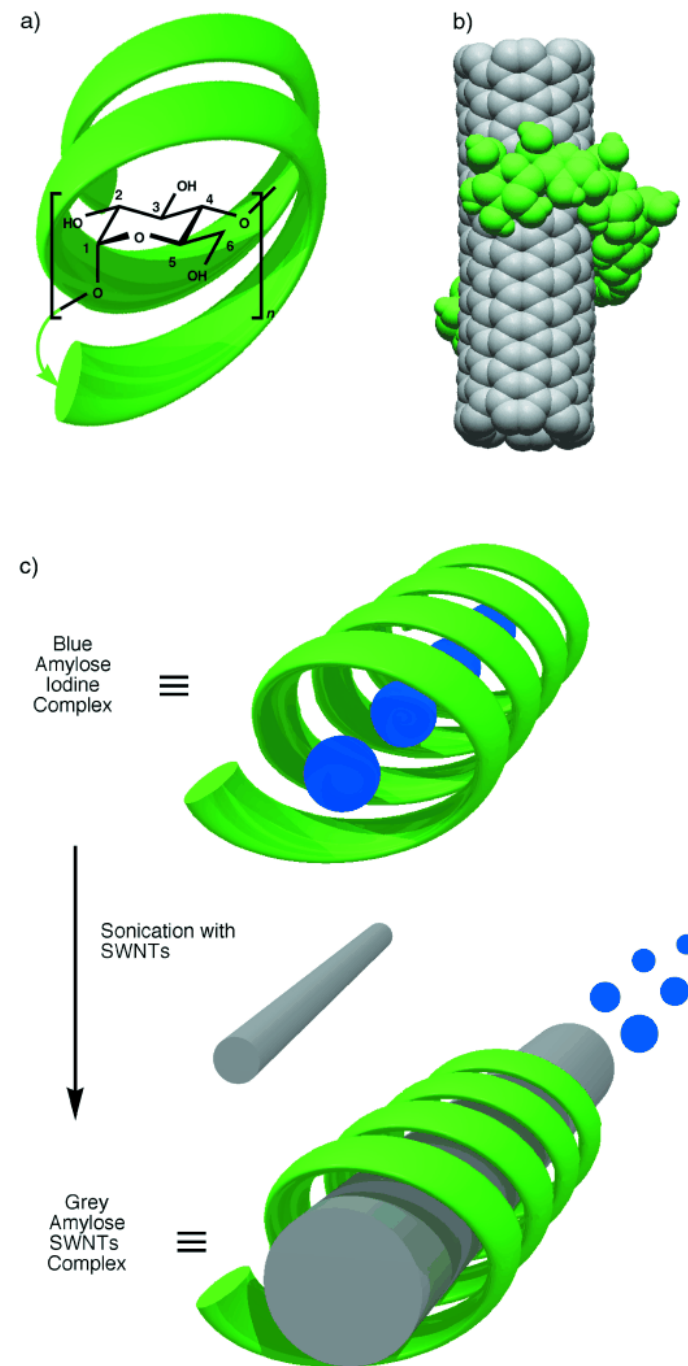 a)
b)
OH
2
3
4
HO
O
1
O
5
6
OH
O
n
c)
Blue
Amylose
Iodine
Complex
≡
Sonication with
SWNTs
Grey
Amylose
SWNTs
Complex
≡